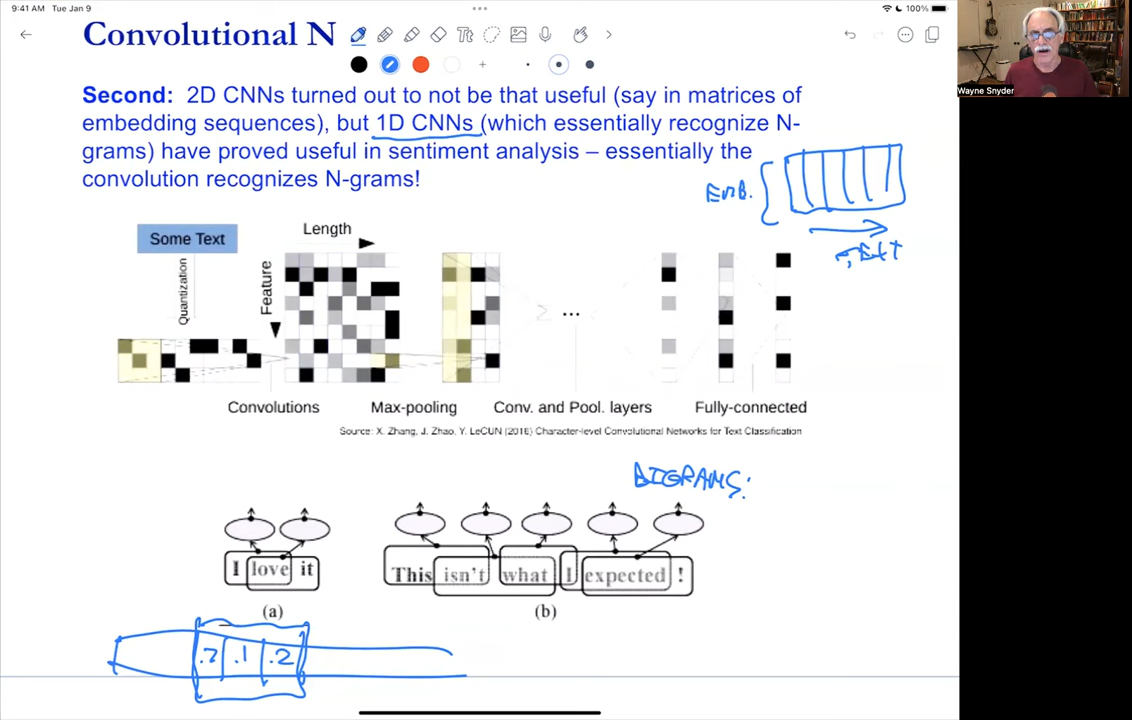 9:41 AM Tue Jan 9
100%
Convolutional N
Tt
Wayne Snyder
Second: 2D CNNs turned out to not be that useful (say in matrices of
embedding sequences), but 1D CNNs (which essentially recognize N-
grams) have proved useful in sentiment analysis – essentially the
convolution recognizes N-grams!
EMB.
TEXT
Some Text
Length
Quantization
Feature
...
Convolutions
Max-pooling
Conv. and Pool. layers
Fully-connected
Source: X. Zhang, J. Zhao, Y. LeCUN (2016) Character-level Convolutional Networks for Text Classification
BIGRAMS:
I love it
This isn't what I expected !
(a)
(b)
.7 .1 .2